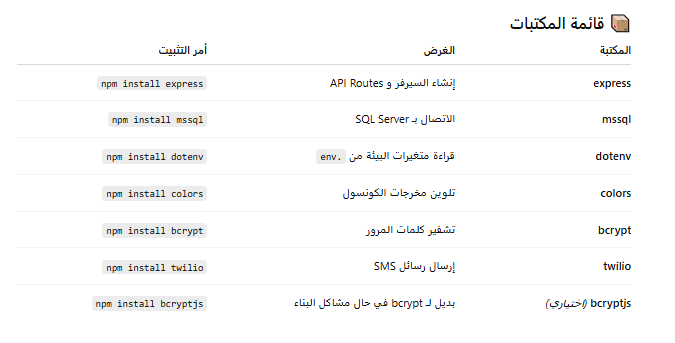 📦 قائمة المكتبات
المكتبة الغرض أمر التثبيت
express إنشاء السيرفر و API Routes npm install express
mssql الاتصال بـ SQL Server npm install mssql
dotenv قراءة متغيرات البيئة من .env npm install dotenv
colors تلوين مخرجات الكونسول npm install colors
bcrypt تشفير كلمات المرور npm install bcrypt
twilio إرسال رسائل SMS npm install twilio
bcryptjs (اختياري) بديل لـ bcrypt في حال مشاكل البناء npm install bcryptjs